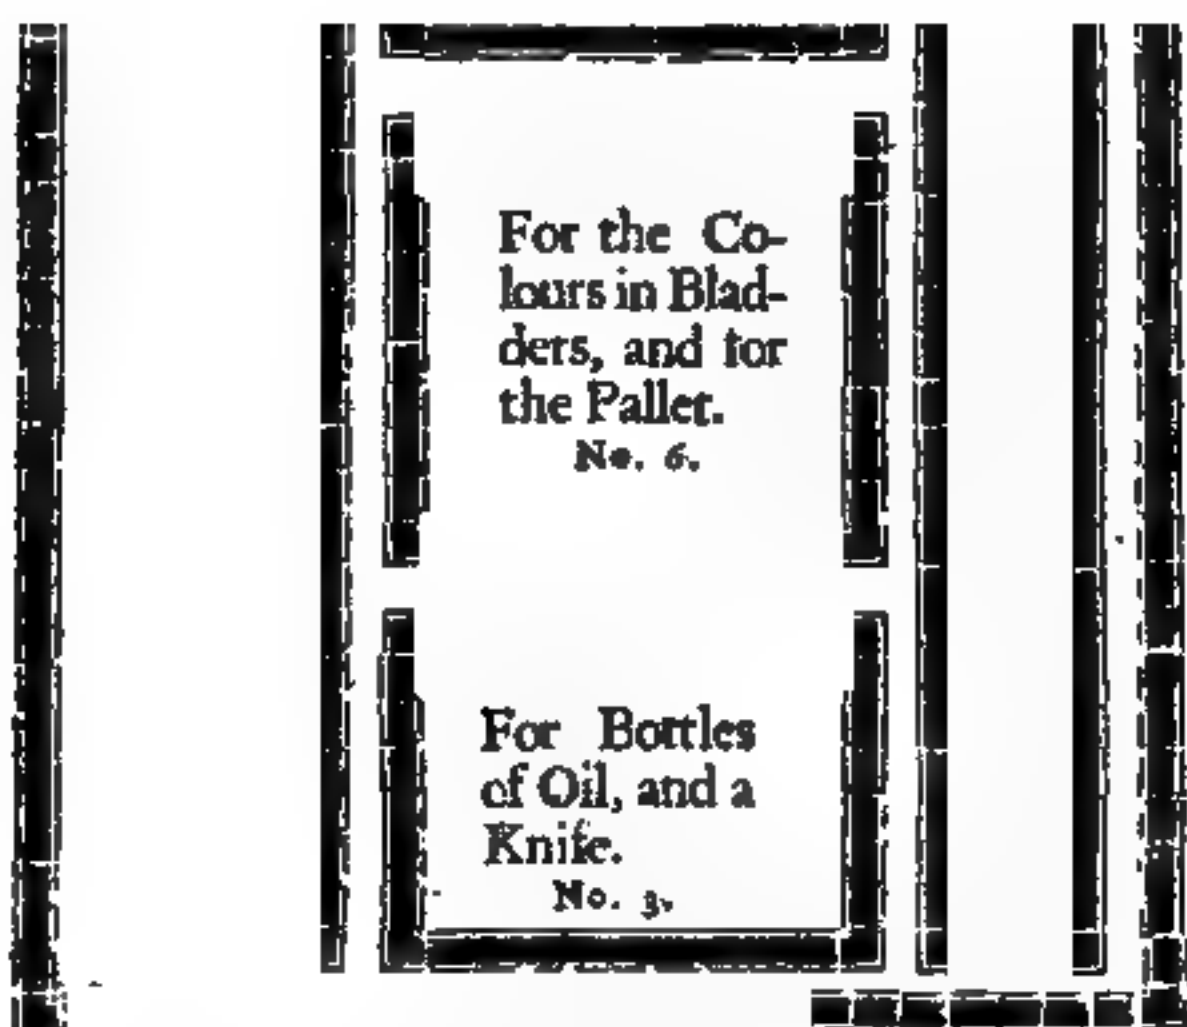 For the Co-
lours in Blad-
ders, and for
the Pallet.
No. 6.
For Bottles
of Oil, and a
Knife.
No. 3.